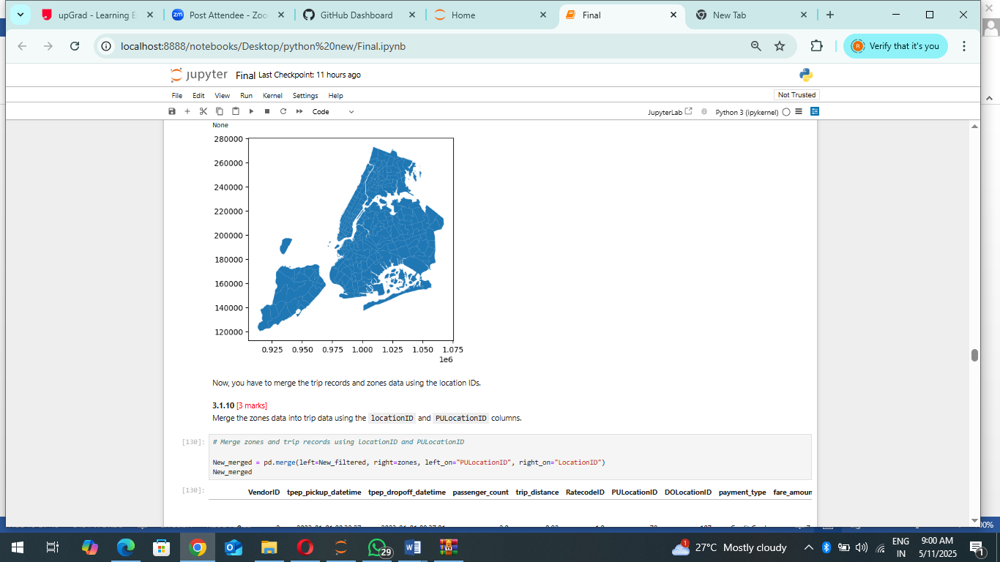 upGrad - Learning E
Post Attendee - Zoo
GitHub Dashboard
Home
Final
New Tab
localhost:8888/notebooks/Desktop/python%20new/Final.ipynb
Verify that it's you
jupyter Final Last Checkpoint: 11 hours ago
File Edit View Run Kernel Settings Help
Not Trusted
Code
JupyterLab
Python 3 (ipykernel)
None
280000
260000
240000
220000
200000
180000
160000
140000
120000
0.925 0.950 0.975 1.000 1.025 1.050 1.075
1e6
Now, you have to merge the trip records and zones data using the location IDs.
3.1.10 [3 marks]
Merge the zones data into trip data using the locationID and PULocationID columns.
[130]:
# Merge zones and trip records using locationID and PULocationID
New_merged = pd.merge(left=New_filtered, right=zones, left_on="PULocationID", right_on="LocationID")
New_merged
[130]:
VendorID tpep_pickup_datetime tpep_dropoff_datetime passenger_count trip_distance RatecodeID PULocationID DOLocationID payment_type fare_amoun
00%
29
1
27°C Mostly cloudy
ENG
IN
9:00 AM
5/11/2025
1